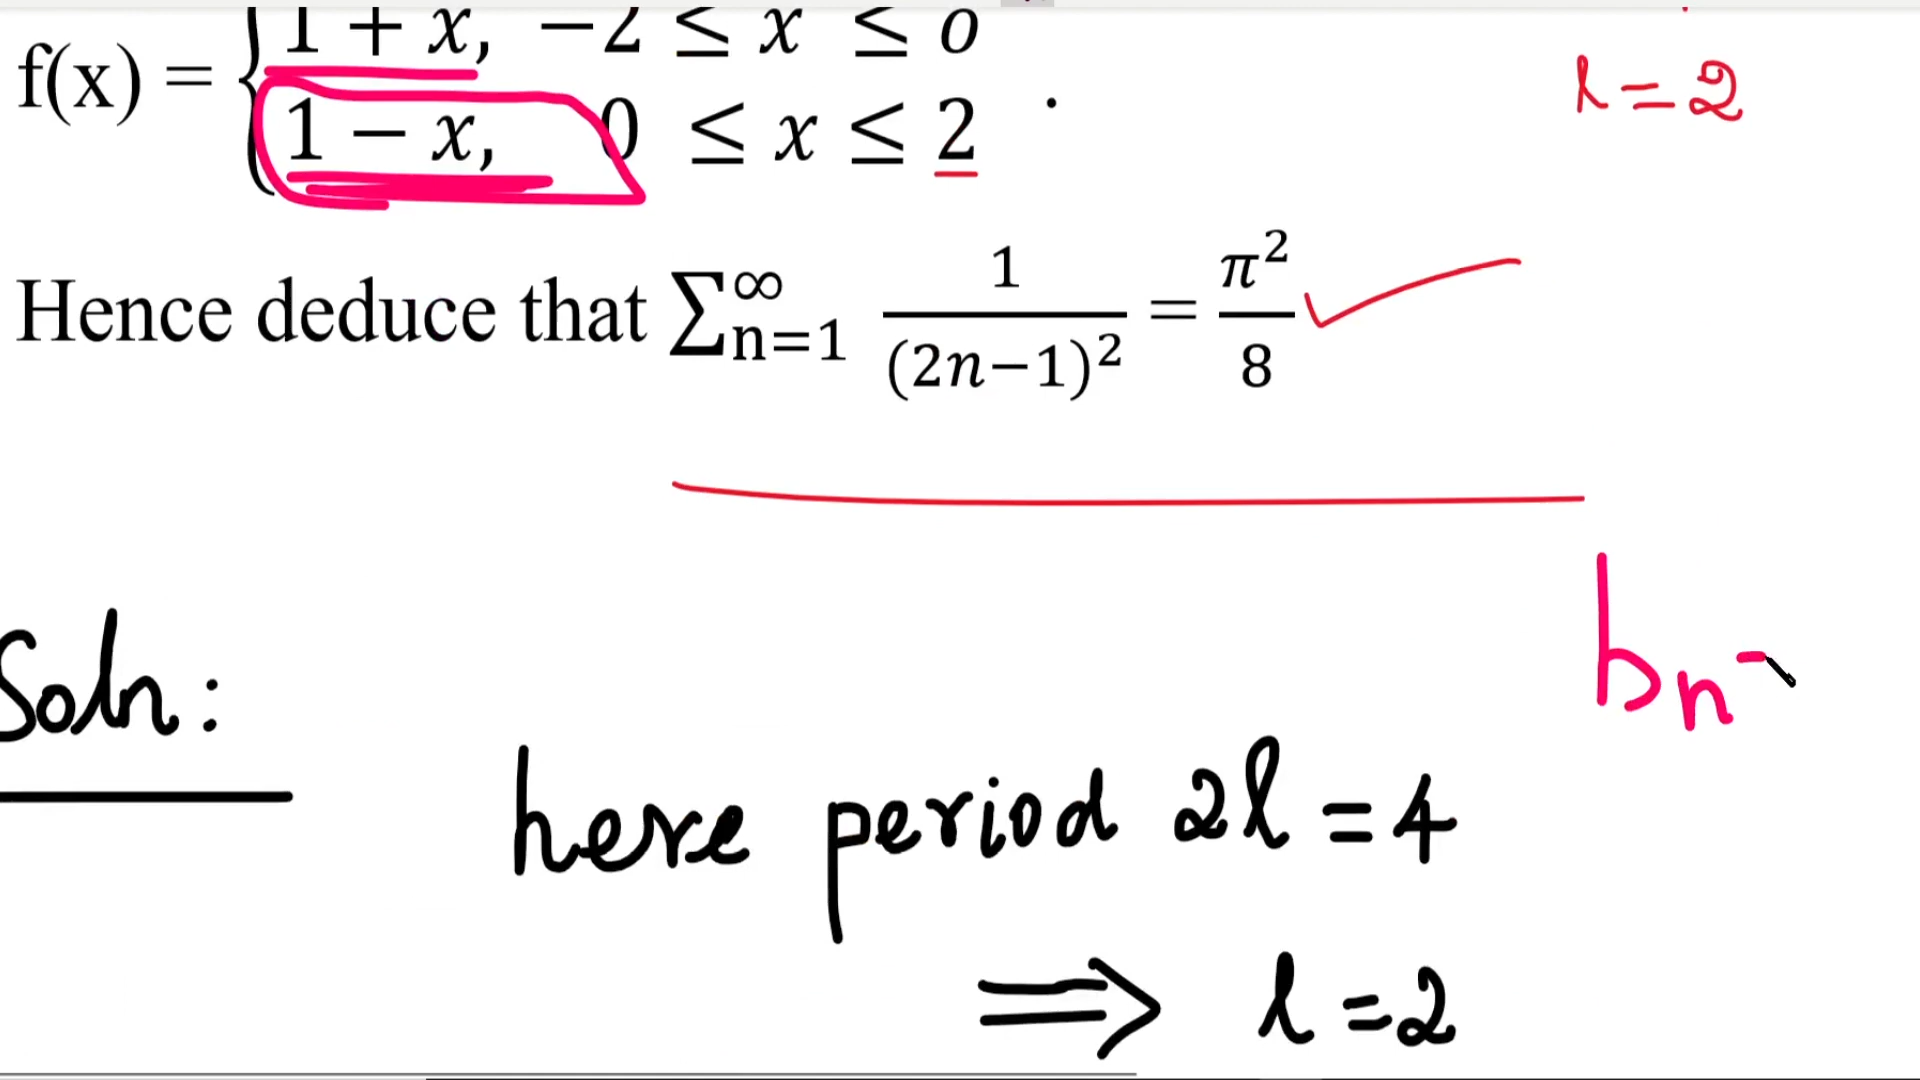 1 + x, −2 ≤ x ≤ 0
f(x) = {
1 − x, 0 ≤ x ≤ 2 .
l = 2
Hence deduce that ∑_{n=1}^{∞} 1/(2n−1)² = π²/8
Soln:
bn -
here period 2l = 4
⟹ l = 2